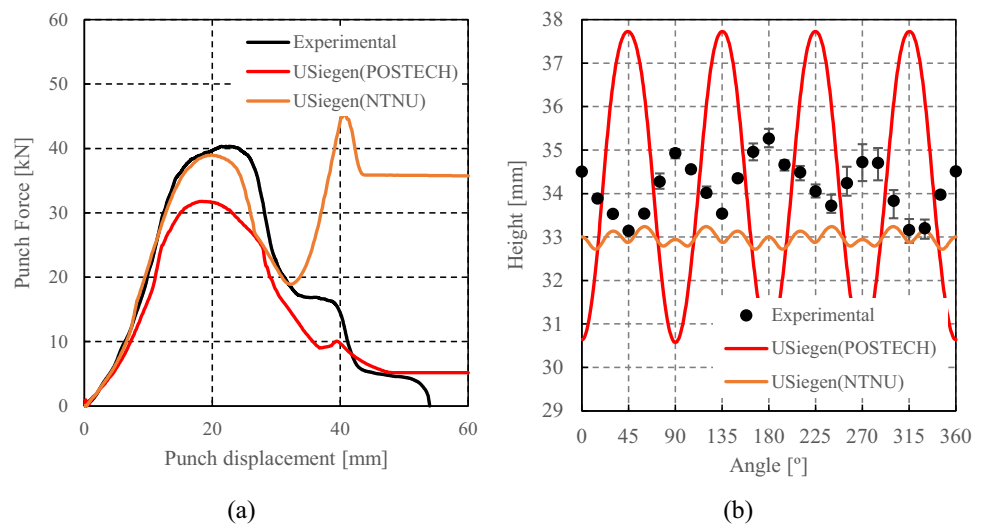 60
50
40
30
20
10
0
0
20
40
60
Punch Force [kN]
Punch displacement [mm]
Experimental
USiegen(POSTECH)
USiegen(NTNU)
(a)
38
37
36
35
34
33
32
31
30
29
0
45
90
135
180
225
270
315
360
Height [mm]
Angle [º]
Experimental
USiegen(POSTECH)
USiegen(NTNU)
(b)